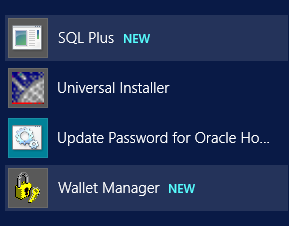 SQL Plus NEW
Universal Installer
Update Password for Oracle Ho...
Wallet Manager NEW